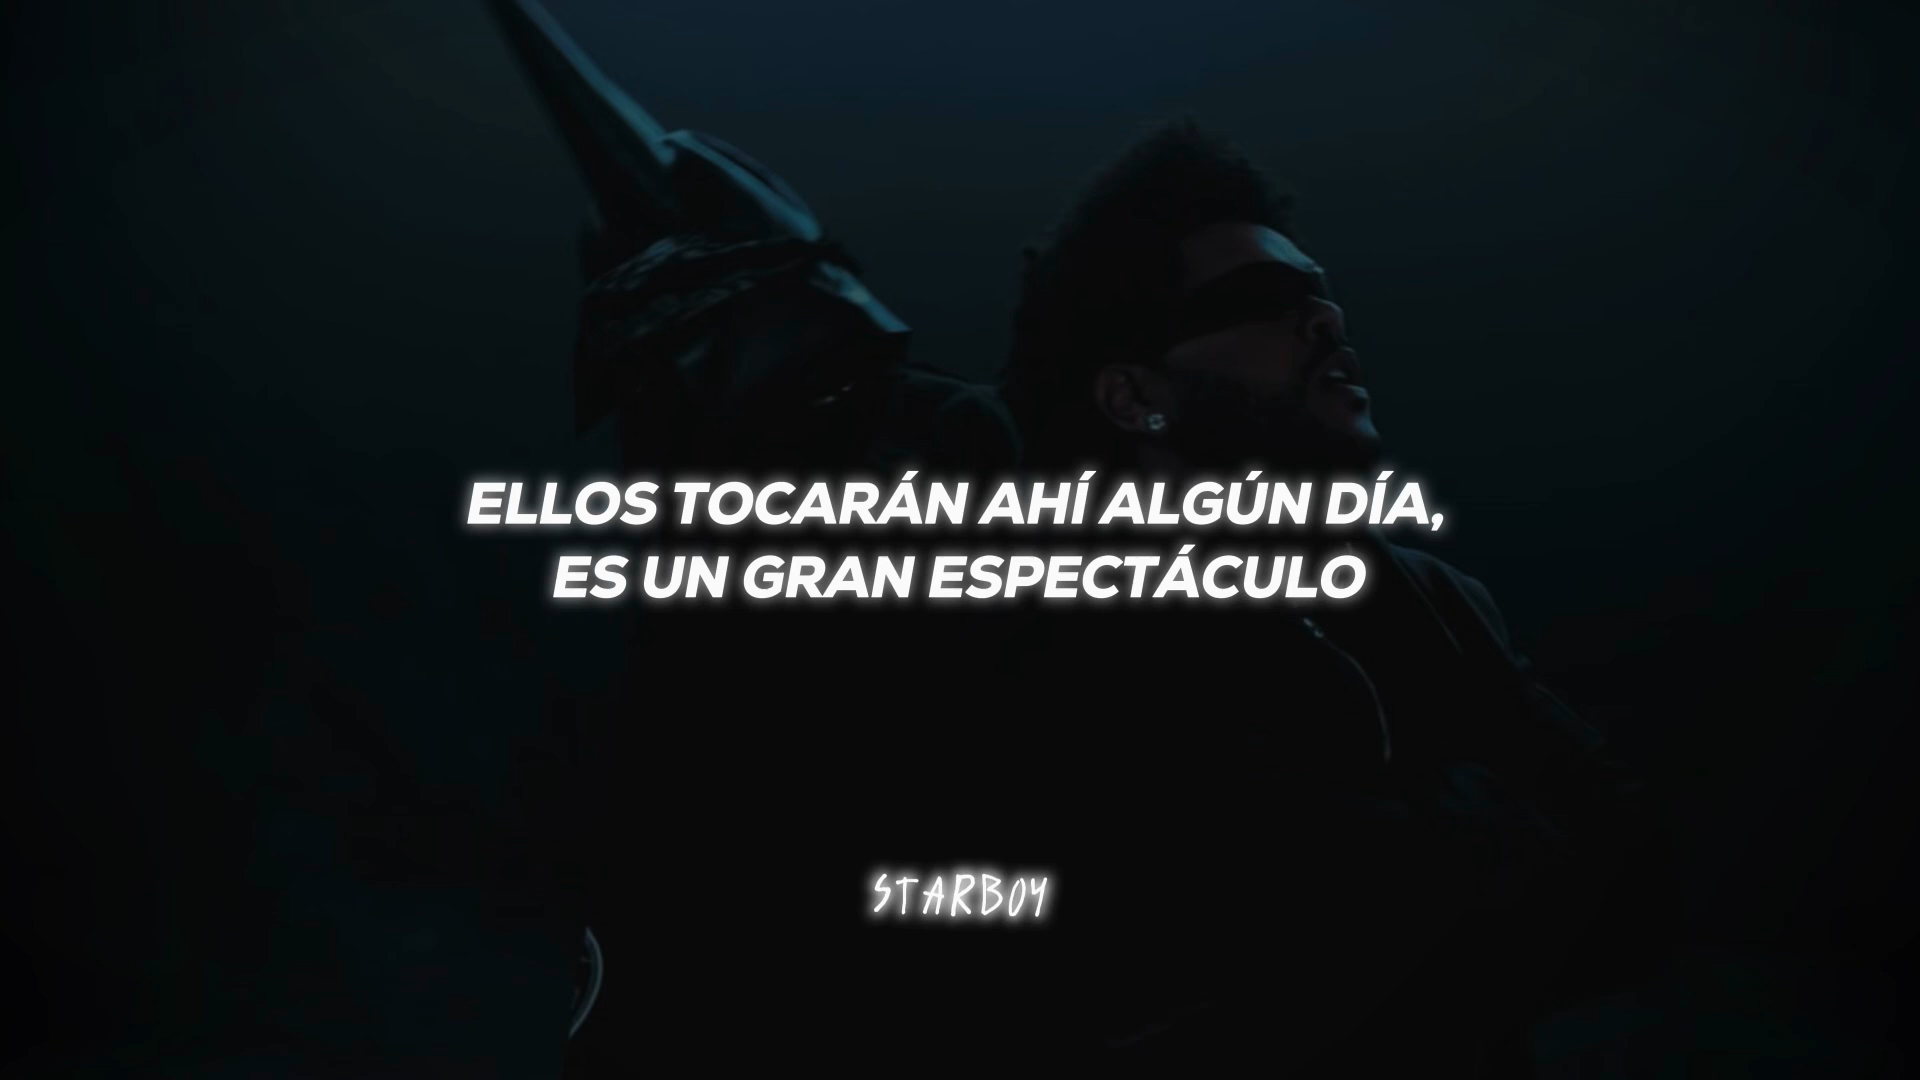 ELLOS TOCARÁN AHÍ ALGÚN DÍA,
ES UN GRAN ESPECTÁCULO
STARBOY